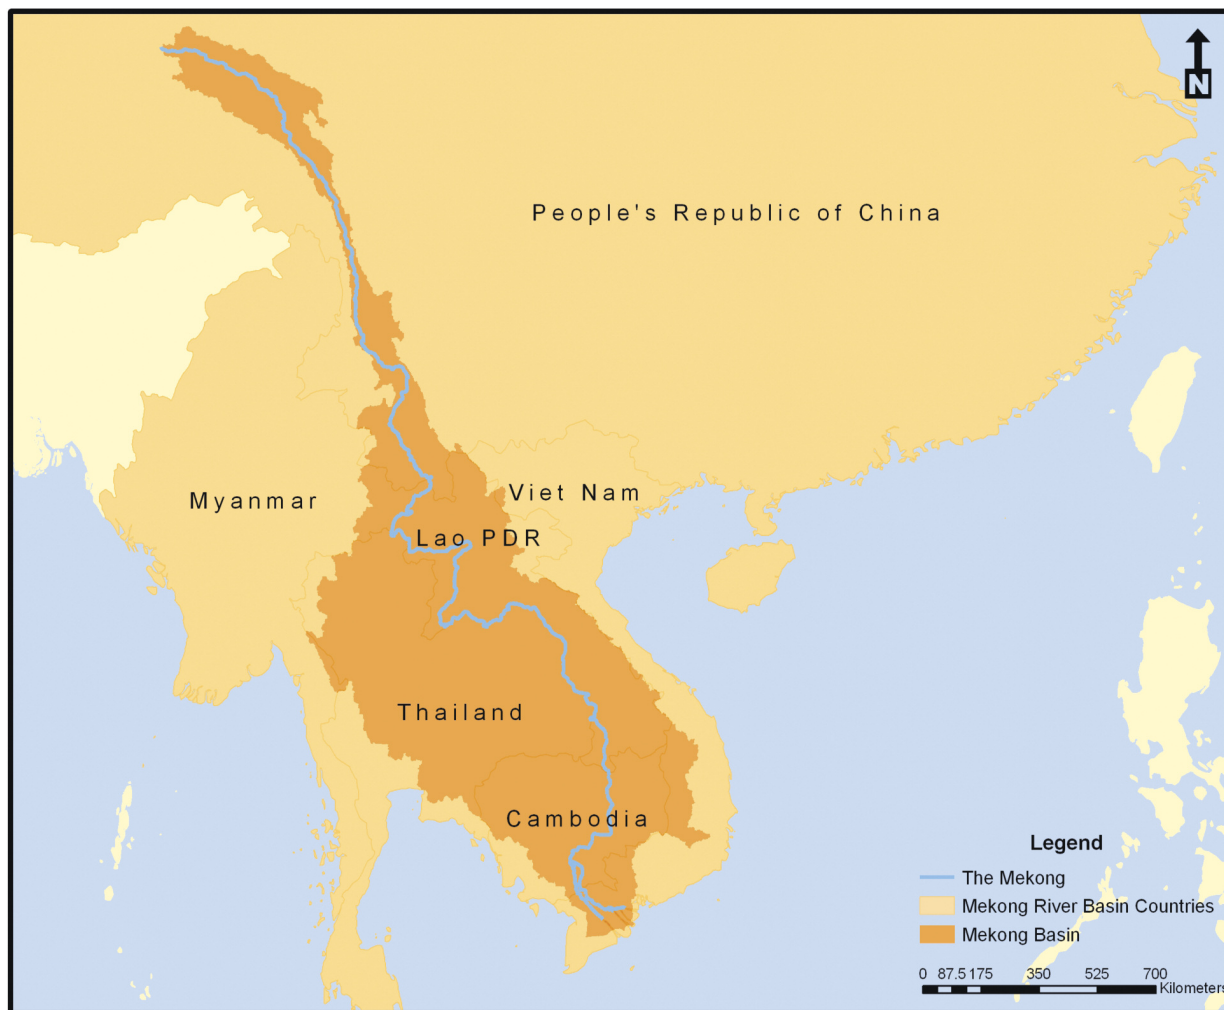 N
People's Republic of China
Myanmar
Viet Nam
Lao PDR
Thailand
Cambodia
Legend
The Mekong
Mekong River Basin Countries
Mekong Basin
0 87.5 175 350 525 700
Kilometers